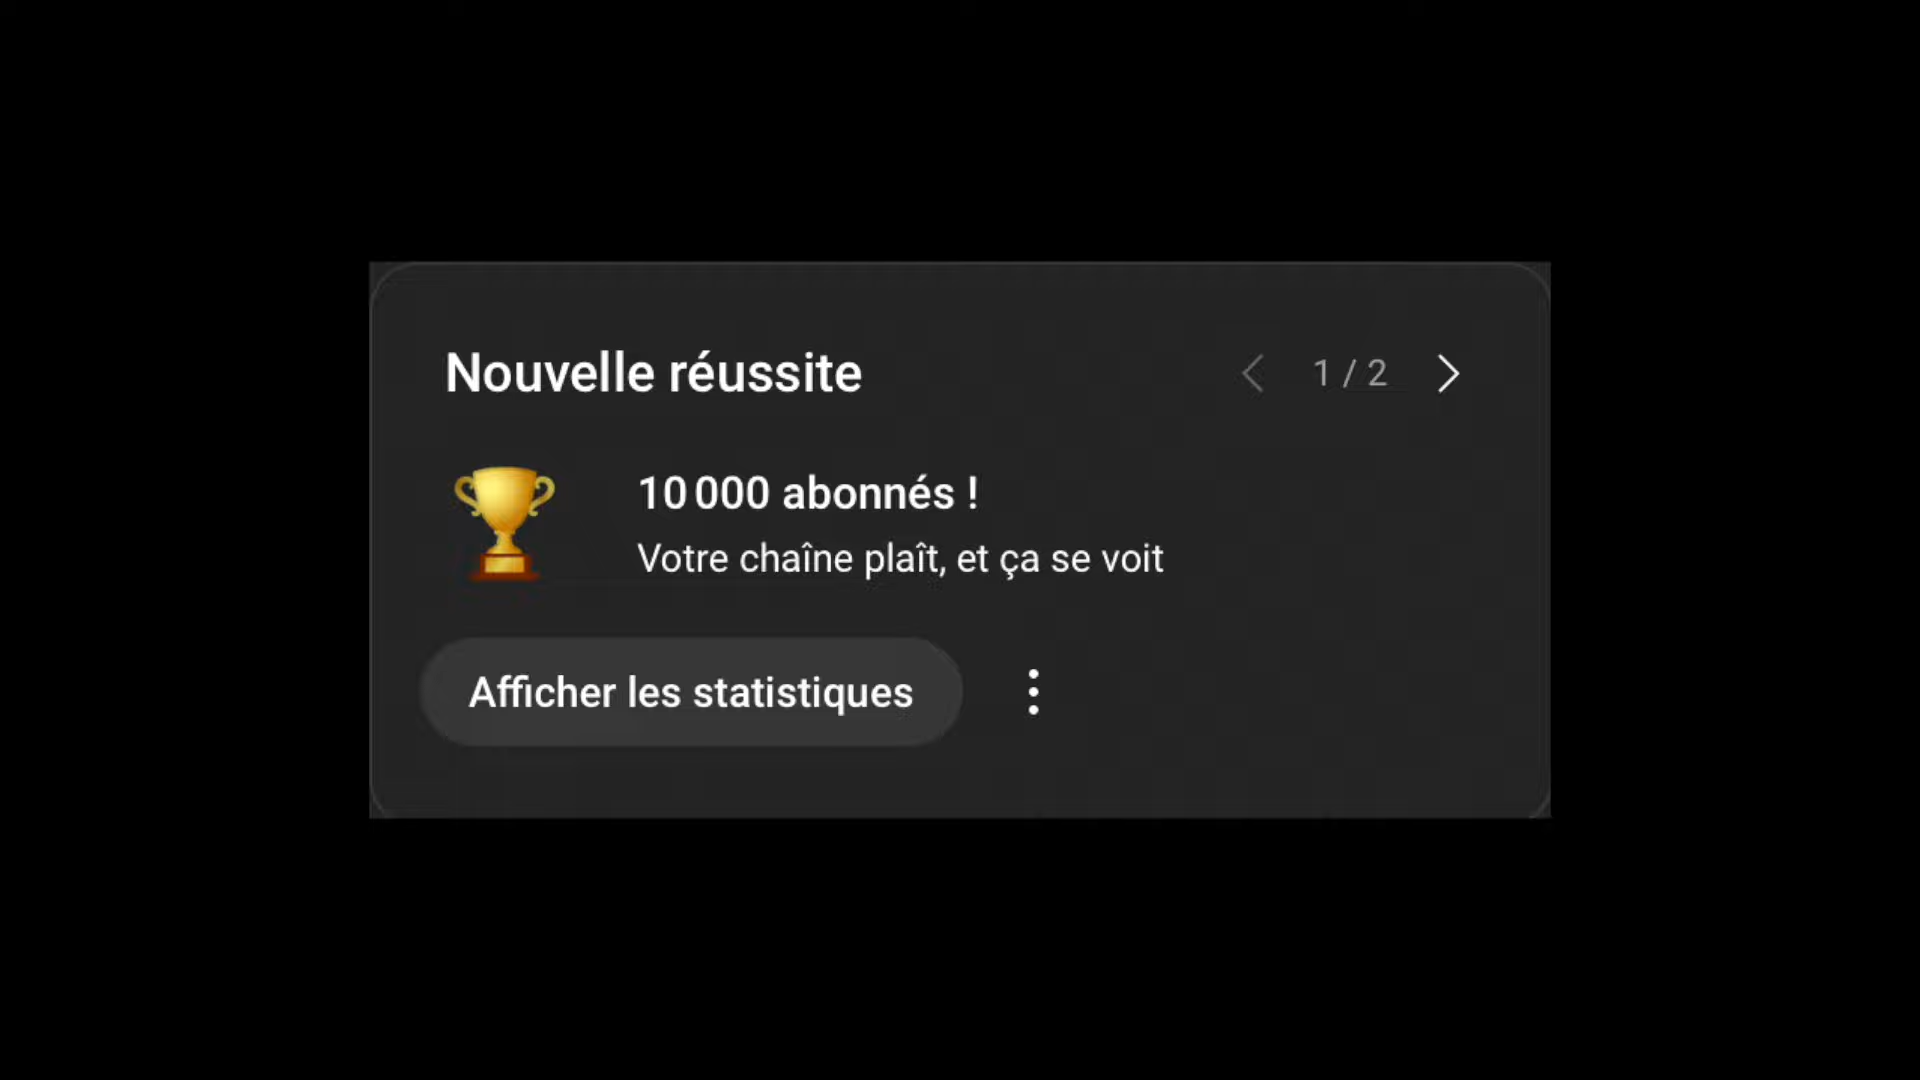 Nouvelle réussite
1 / 2
10 000 abonnés !
Votre chaîne plaît, et ça se voit
Afficher les statistiques